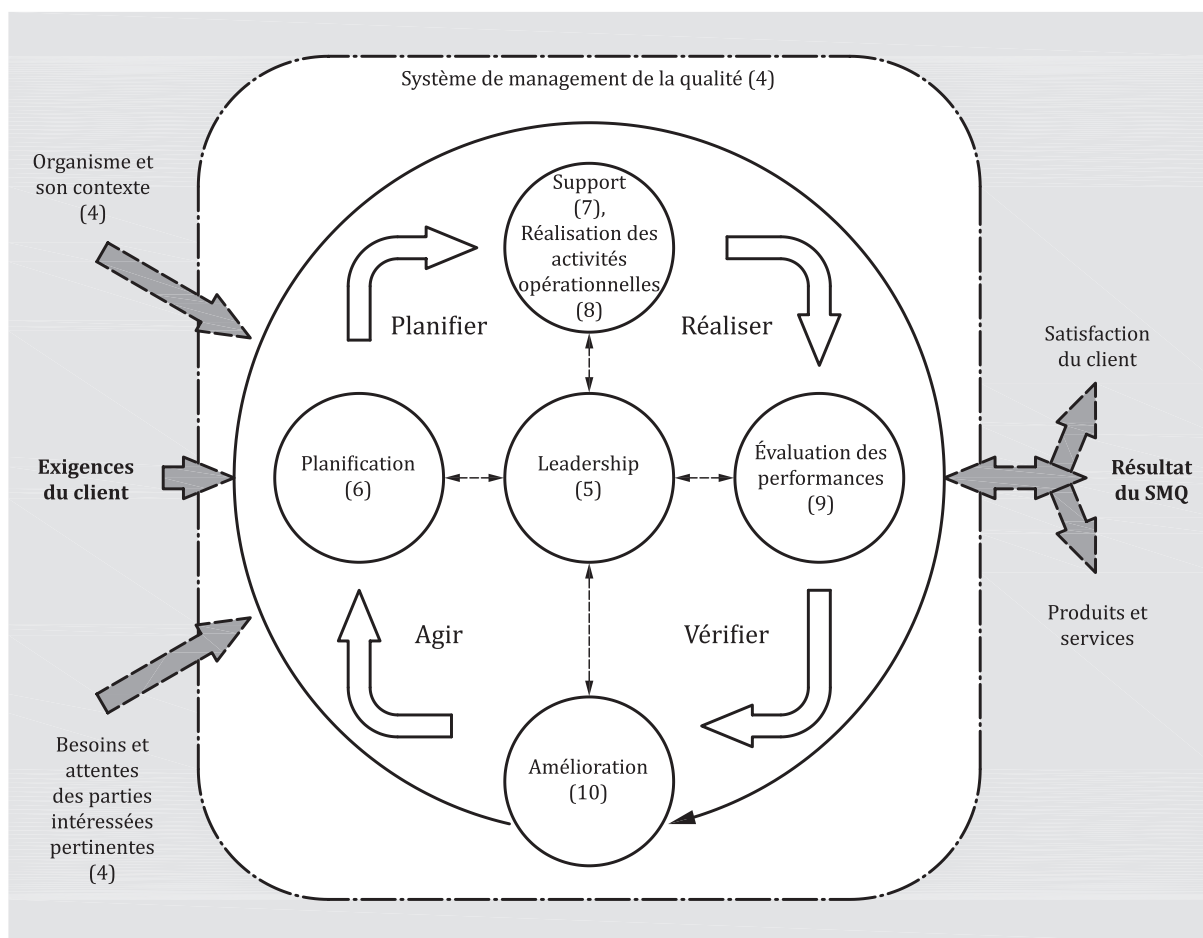 Système de management de la qualité (4)
Organisme et
son contexte
(4)
Support
(7),
Réalisation des
activités
opérationnelles
(8)
Planifier
Réaliser
Satisfaction
du client
Exigences
du client
Planification
(6)
Leadership
(5)
Évaluation des
performances
(9)
Résultat
du SMQ
Agir
Vérifier
Produits et
services
Besoins et
attentes
des parties
intéressées
pertinentes
(4)
Amélioration
(10)